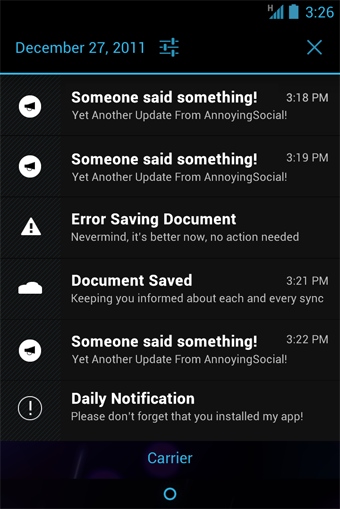 H 3:26
December 27, 2011
Someone said something! 3:18 PM
Yet Another Update From AnnoyingSocial!
Someone said something! 3:19 PM
Yet Another Update From AnnoyingSocial!
Error Saving Document
Nevermind, it's better now, no action needed
Document Saved 3:21 PM
Keeping you informed about each and every sync
Someone said something! 3:22 PM
Yet Another Update From AnnoyingSocial!
Daily Notification
Please don't forget that you installed my app!
Carrier